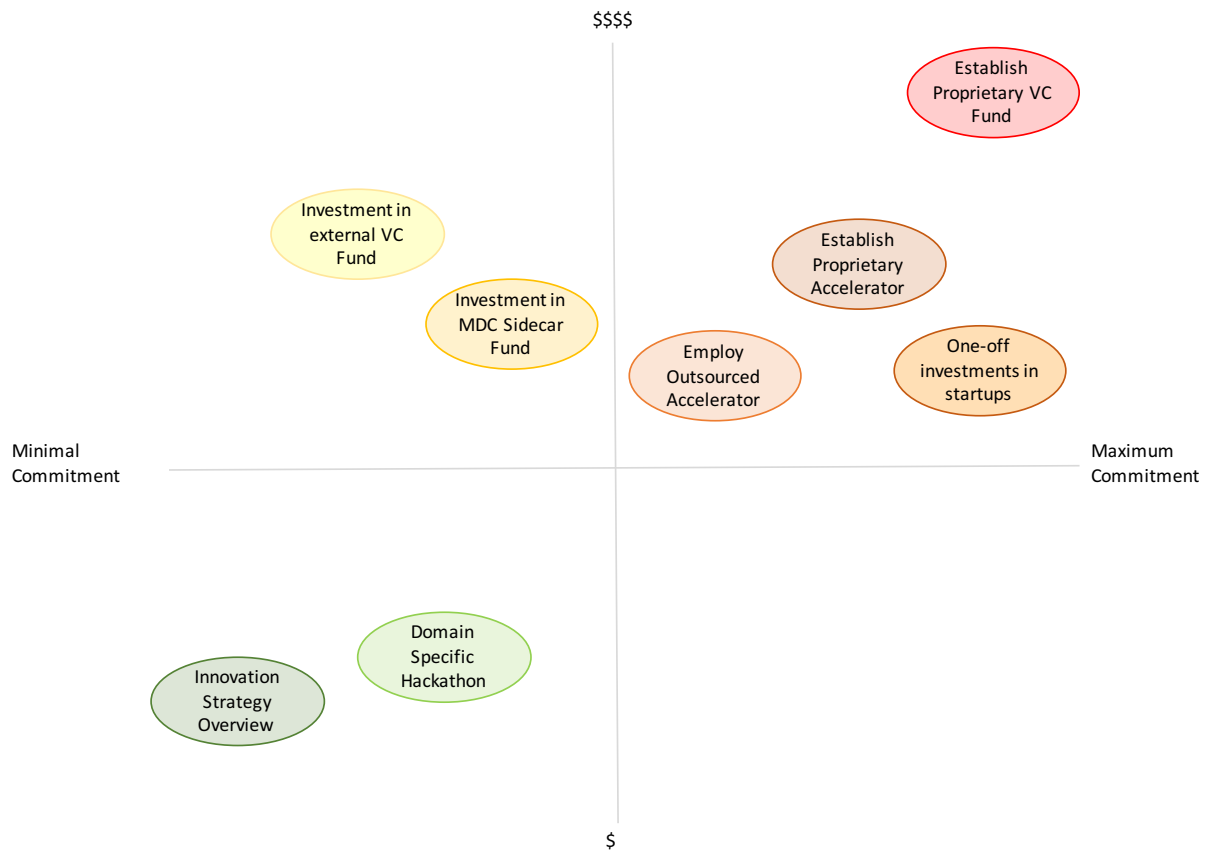 $$$$
Establish
Proprietary VC
Fund
Investment in
external VC
Fund
Establish
Proprietary
Accelerator
Investment in
MDC Sidecar
Fund
Employ
Outsourced
Accelerator
One-off
investments in
startups
Minimal
Commitment
Maximum
Commitment
Domain
Specific
Hackathon
Innovation
Strategy
Overview
$